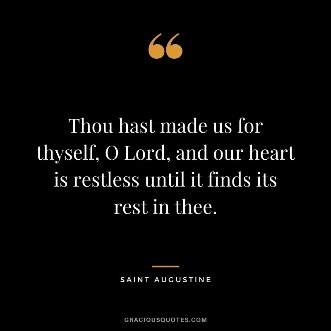 Thou hast made us for
thyself, O Lord, and our heart
is restless until it finds its
rest in thee.
SAINT AUGUSTINE
GRACIOUSQUOTES.COM